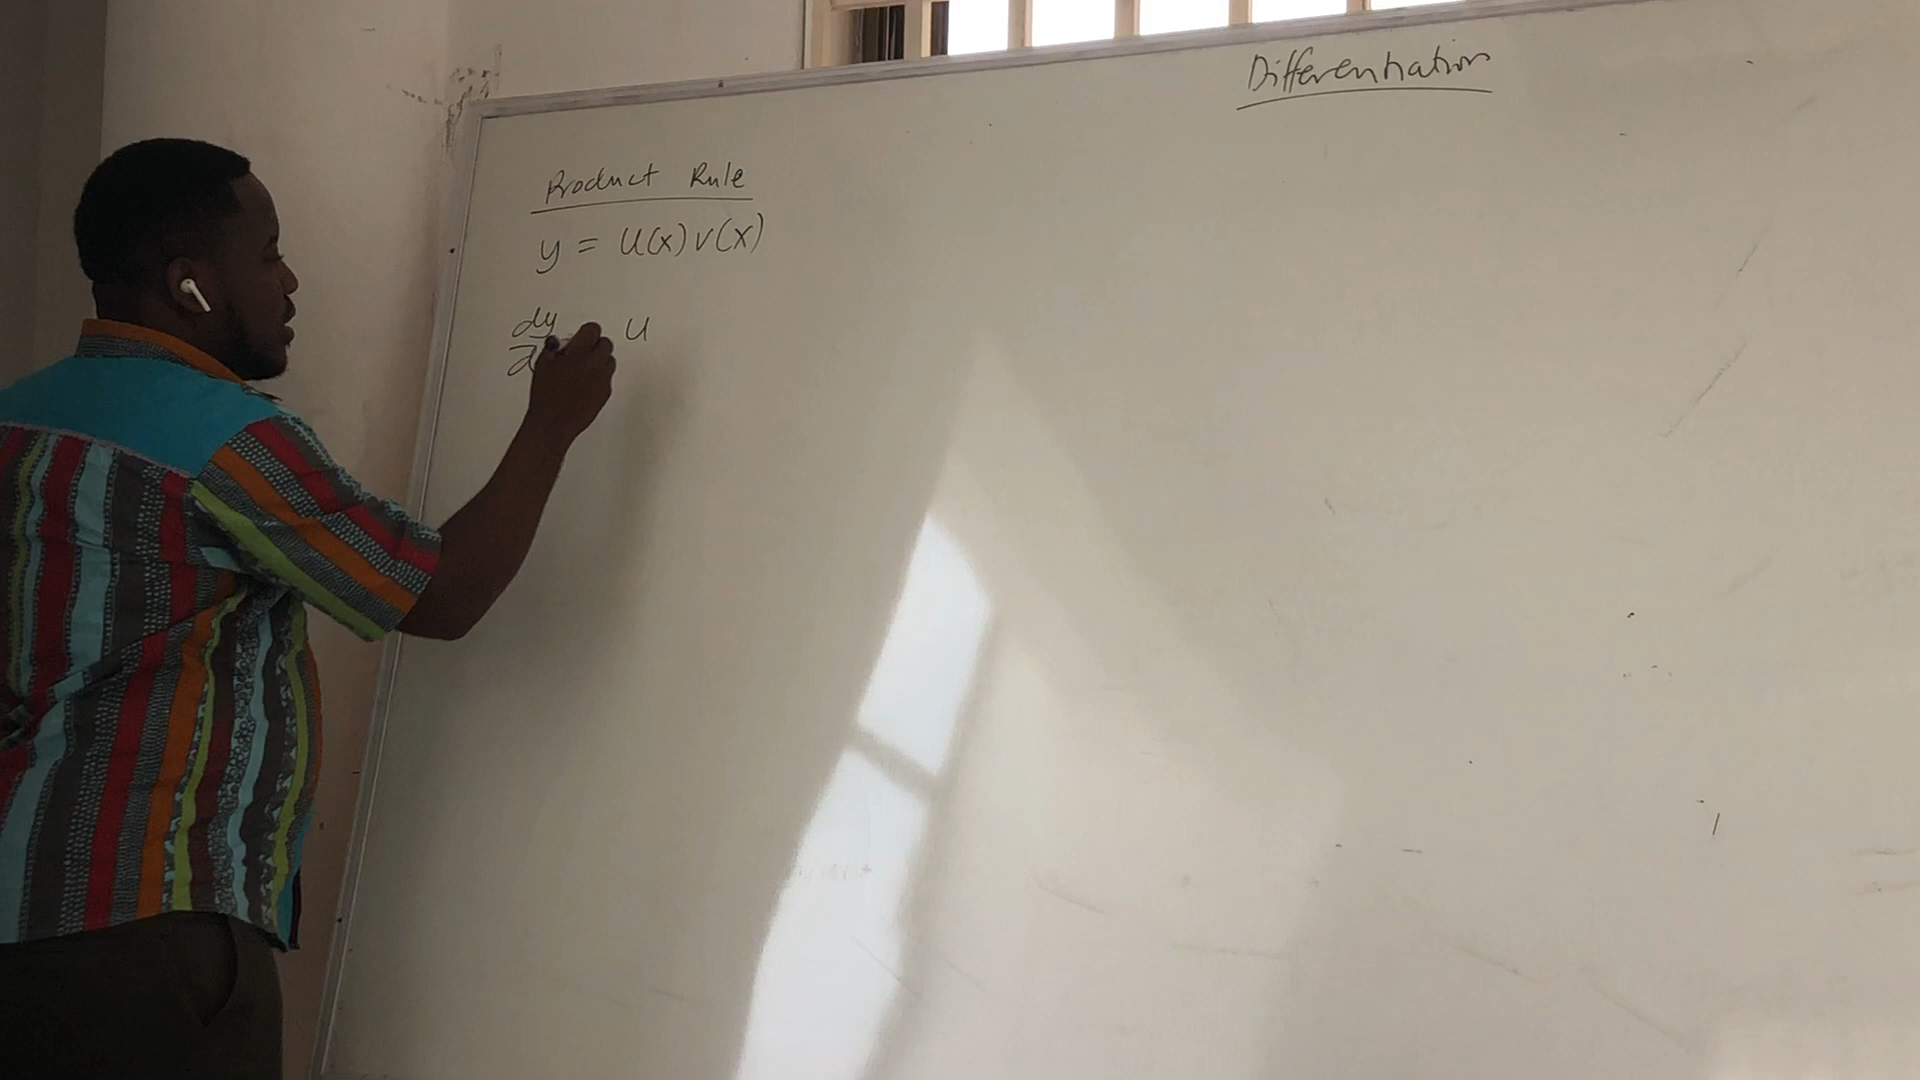 Differentiation
Product Rule
y = u(x)v(x)
dy u
d